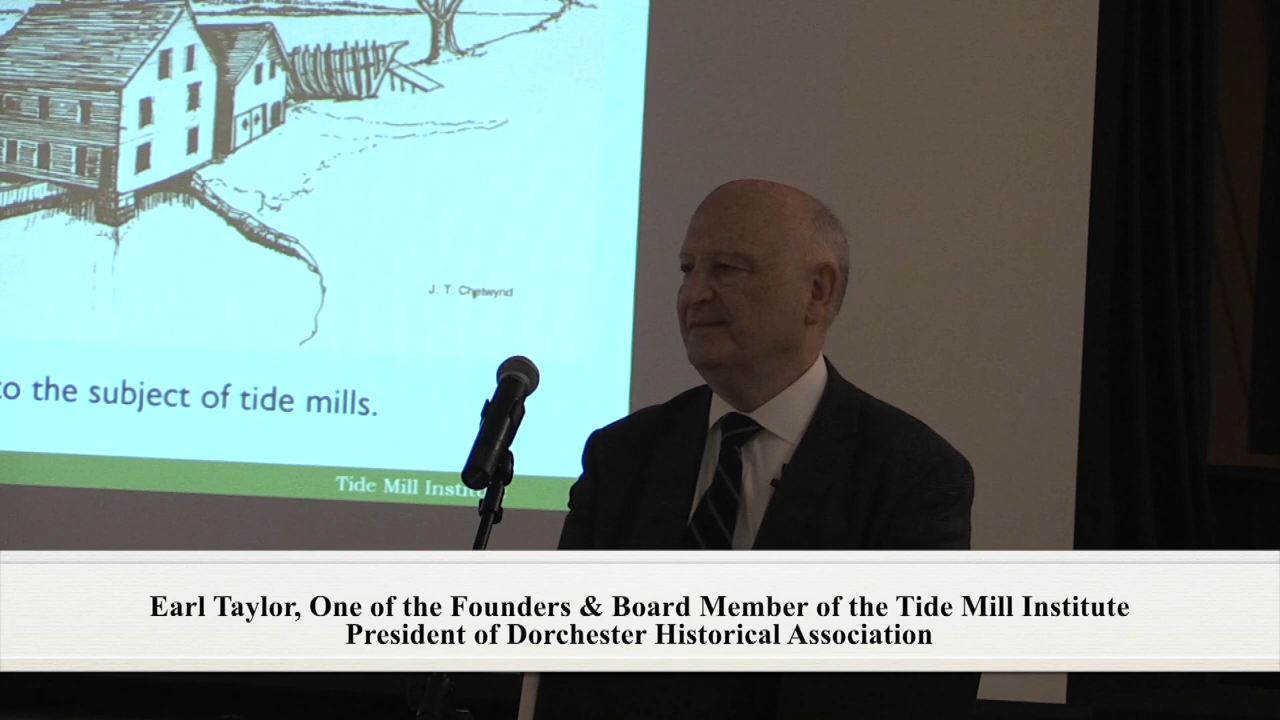 J. T. Chetwynd
to the subject of tide mills.
Tide Mill Institute
Earl Taylor, One of the Founders & Board Member of the Tide Mill Institute
President of Dorchester Historical Association